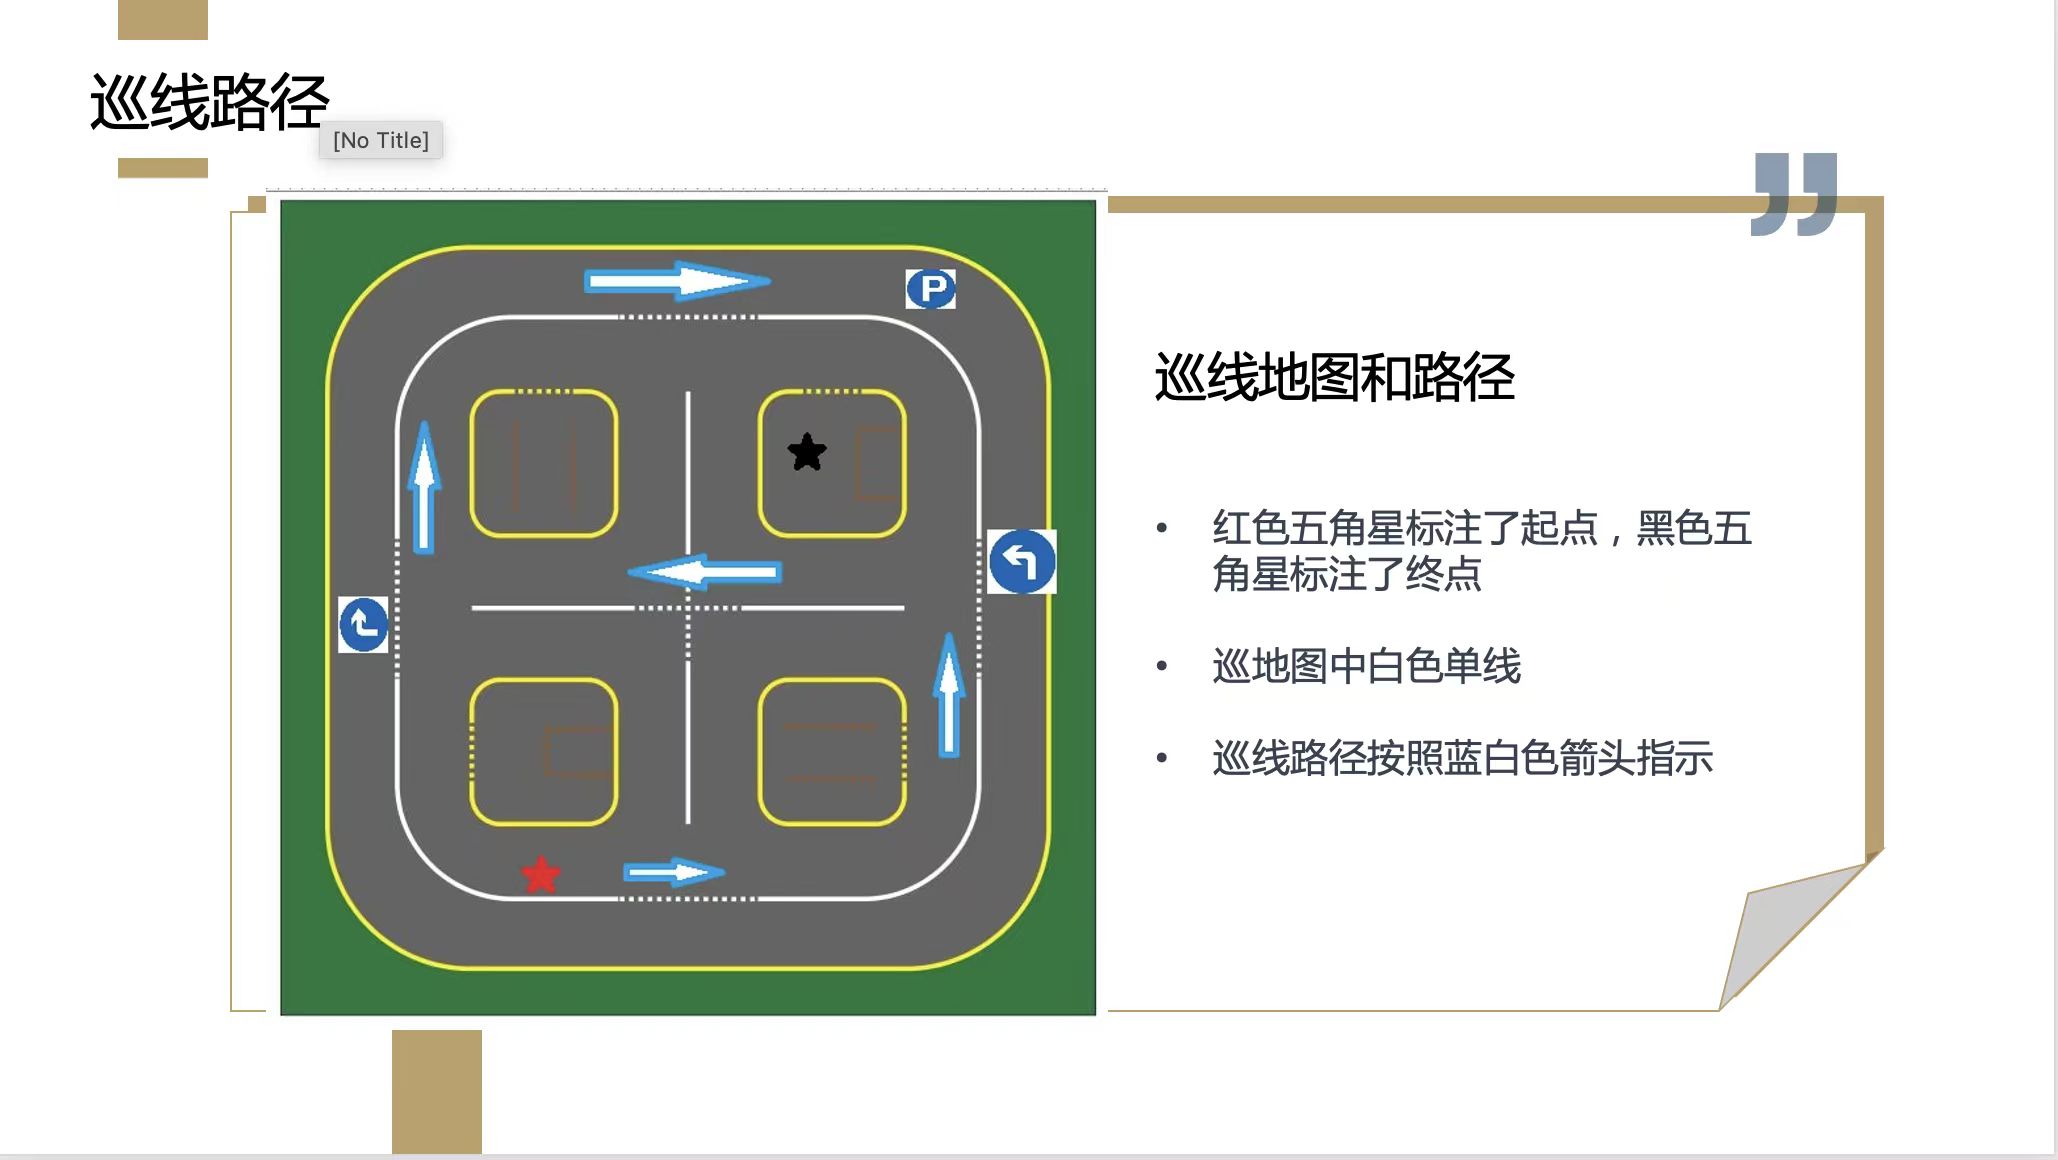 巡线路径
[No Title]
P
巡线地图和路径
• 红色五角星标注了起点，黑色五
角星标注了终点
• 巡地图中白色单线
• 巡线路径按照蓝白色箭头指示